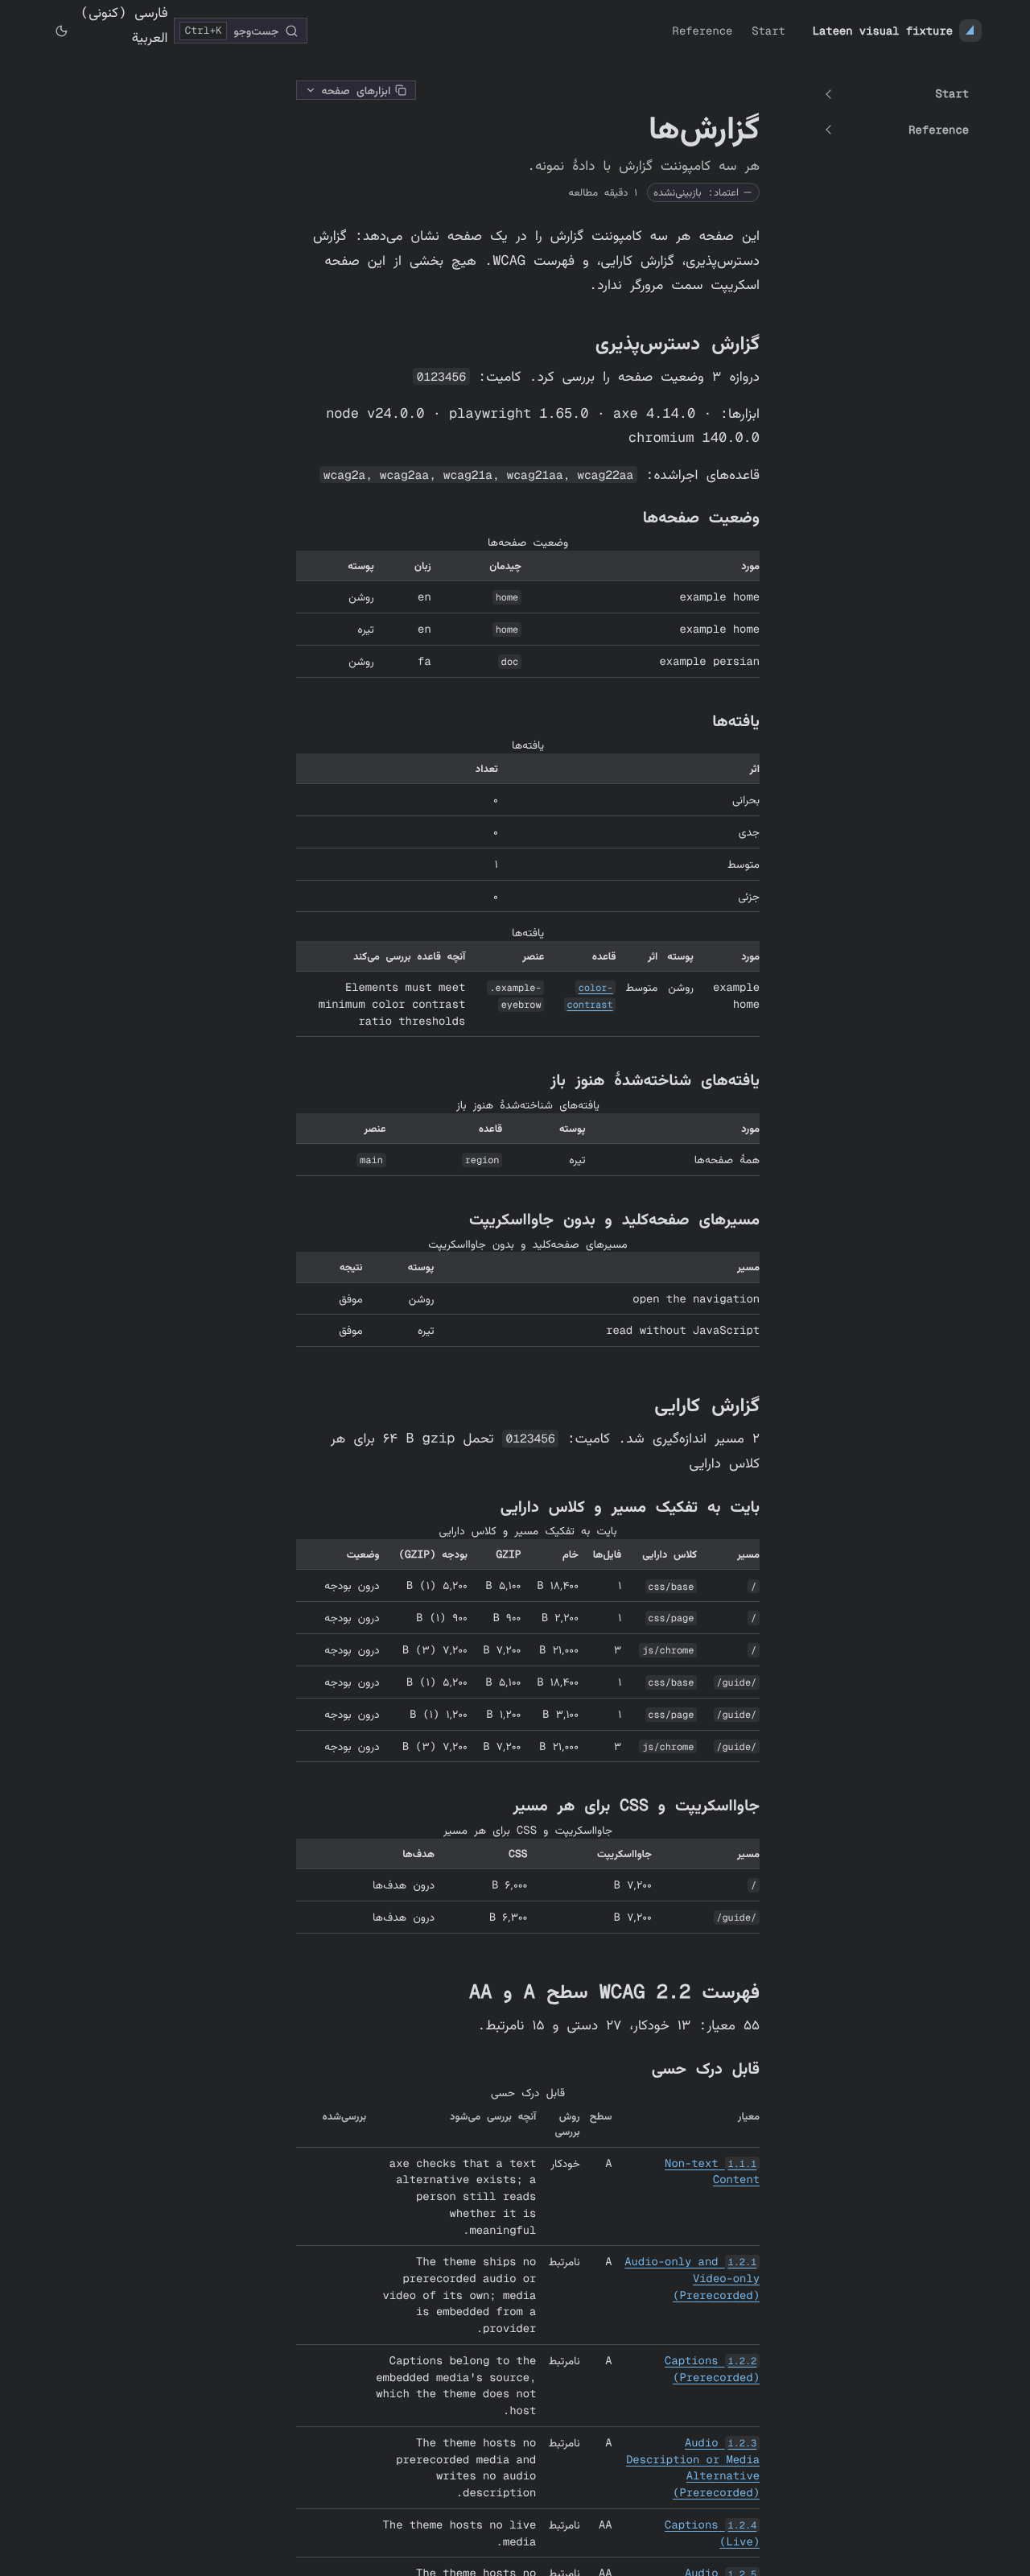 Lateen visual fixture
Start
Reference
جست‌وجو Ctrl+K
فارسی (کنونی)
العربیة
Start
Reference
ابزارهای صفحه
گزارش‌ها
هر سه کامپوننت گزارش با دادهٔ نمونه.
اعتماد: بازبینی‌نشده
۱ دقیقه مطالعه
این صفحه هر سه کامپوننت گزارش را در یک صفحه نشان می‌دهد: گزارش
دسترس‌پذیری، گزارش کارایی، و فهرست WCAG. هیچ بخشی از این صفحه
اسکریپت سمت مرورگر ندارد.
گزارش دسترس‌پذیری
دروازه ۳ وضعیت صفحه را بررسی کرد. کامیت: 0123456
ابزارها: node v24.0.0 · playwright 1.65.0 · axe 4.14.0 ·
chromium 140.0.0
قاعده‌های اجراشده: wcag2a, wcag2aa, wcag21a, wcag21aa, wcag22aa
وضعیت صفحه‌ها
وضعیت صفحه‌ها
مورد چیدمان زبان پوسته
example home home en روشن
example home home en تیره
example persian doc fa روشن
یافته‌ها
یافته‌ها
اثر تعداد
بحرانی ۰
جدی ۰
متوسط ۱
جزئی ۰
یافته‌ها
مورد پوسته اثر قاعده عنصر آنچه قاعده بررسی می‌کند
example home روشن متوسط color-contrast .example-eyebrow Elements must meet
minimum color contrast
ratio thresholds
یافته‌های شناخته‌شدهٔ هنوز باز
یافته‌های شناخته‌شدهٔ هنوز باز
مورد پوسته قاعده عنصر
همهٔ صفحه‌ها تیره region main
مسیرهای صفحه‌کلید و بدون جاوااسکریپت
مسیرهای صفحه‌کلید و بدون جاوااسکریپت
مسیر پوسته نتیجه
open the navigation روشن موفق
read without JavaScript تیره موفق
گزارش کارایی
۲ مسیر اندازه‌گیری شد. کامیت: 0123456 تحمل ۶۴ B gzip برای هر
کلاس دارایی
بایت به تفکیک مسیر و کلاس دارایی
بایت به تفکیک مسیر و کلاس دارایی
مسیر کلاس دارایی فایل‌ها خام GZIP بودجه (GZIP) وضعیت
/ css/base ۱ ۱۸٬۴۰۰ B ۵٬۱۰۰ B ۵٬۲۰۰ B (۱) درون بودجه
/ css/page ۱ ۲٬۲۰۰ B ۹۰۰ B ۹۰۰ B (۱) درون بودجه
/ js/chrome ۳ ۲۱٬۰۰۰ B ۷٬۲۰۰ B ۷٬۲۰۰ B (۳) درون بودجه
/guide/ css/base ۱ ۱۸٬۴۰۰ B ۵٬۱۰۰ B ۵٬۲۰۰ B (۱) درون بودجه
/guide/ css/page ۱ ۳٬۱۰۰ B ۱٬۲۰۰ B ۱٬۲۰۰ B (۱) درون بودجه
/guide/ js/chrome ۳ ۲۱٬۰۰۰ B ۷٬۲۰۰ B ۷٬۲۰۰ B (۳) درون بودجه
جاوااسکریپت و CSS برای هر مسیر
جاوااسکریپت و CSS برای هر مسیر
مسیر جاوااسکریپت CSS هدف‌ها
/ ۷٬۲۰۰ B ۶٬۰۰۰ B درون هدف‌ها
/guide/ ۷٬۲۰۰ B ۶٬۳۰۰ B درون هدف‌ها
فهرست WCAG 2.2 سطح A و AA
۵۵ معیار: ۱۳ خودکار، ۲۷ دستی و ۱۵ نامرتبط.
قابل درک حسی
قابل درک حسی
معیار سطح روش بررسی آنچه بررسی می‌شود بررسی‌شده
1.1.1 Non-text
Content
A خودکار
axe checks that a text
alternative exists; a
person still reads
whether it is
meaningful.
1.2.1 Audio-only and
Video-only
(Prerecorded)
A نامرتبط
The theme ships no
prerecorded audio or
video of its own; media
is embedded from a
provider.
1.2.2 Captions
(Prerecorded)
A نامرتبط
Captions belong to the
embedded media's source,
which the theme does not
host.
1.2.3 Audio
Description or Media
Alternative
(Prerecorded)
A نامرتبط
The theme hosts no
prerecorded media and
writes no audio
description.
1.2.4 Captions
(Live)
AA نامرتبط
The theme hosts no live
media.
1.2.5 Audio
AA نامرتبط
The theme hosts no